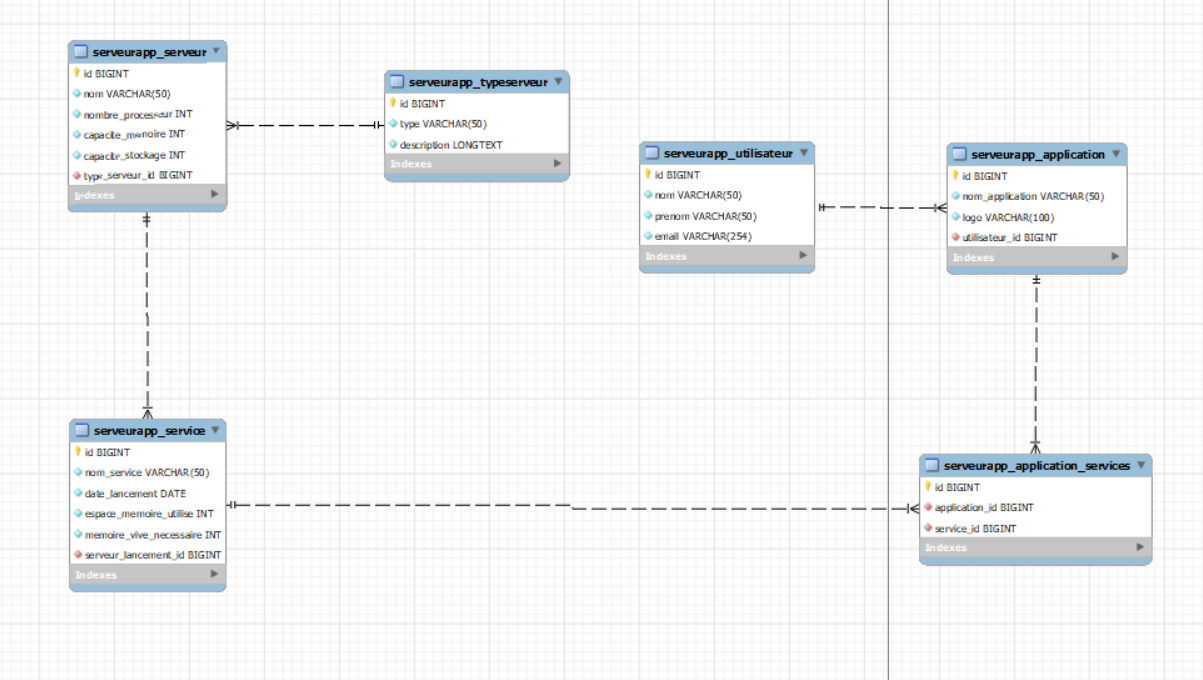 serveurapp_serveur
id BIGINT
nom VARCHAR(50)
nombre_processeur INT
capacite_memoire INT
capacite_stockage INT
type_serveur_id BIGINT
Indexes
serveurapp_typeserveur
id BIGINT
type VARCHAR(50)
description LONGTEXT
Indexes
serveurapp_utilisateur
id BIGINT
nom VARCHAR(50)
prenom VARCHAR(50)
email VARCHAR(254)
Indexes
serveurapp_application
id BIGINT
nom_application VARCHAR(50)
logo VARCHAR(100)
utilisateur_id BIGINT
Indexes
serveurapp_service
id BIGINT
nom_service VARCHAR(50)
date_lancement DATE
espace_memoire_utilise INT
memoire_vive_necessaire INT
serveur_lancement_id BIGINT
Indexes
serveurapp_application_services
id BIGINT
application_id BIGINT
service_id BIGINT
Indexes